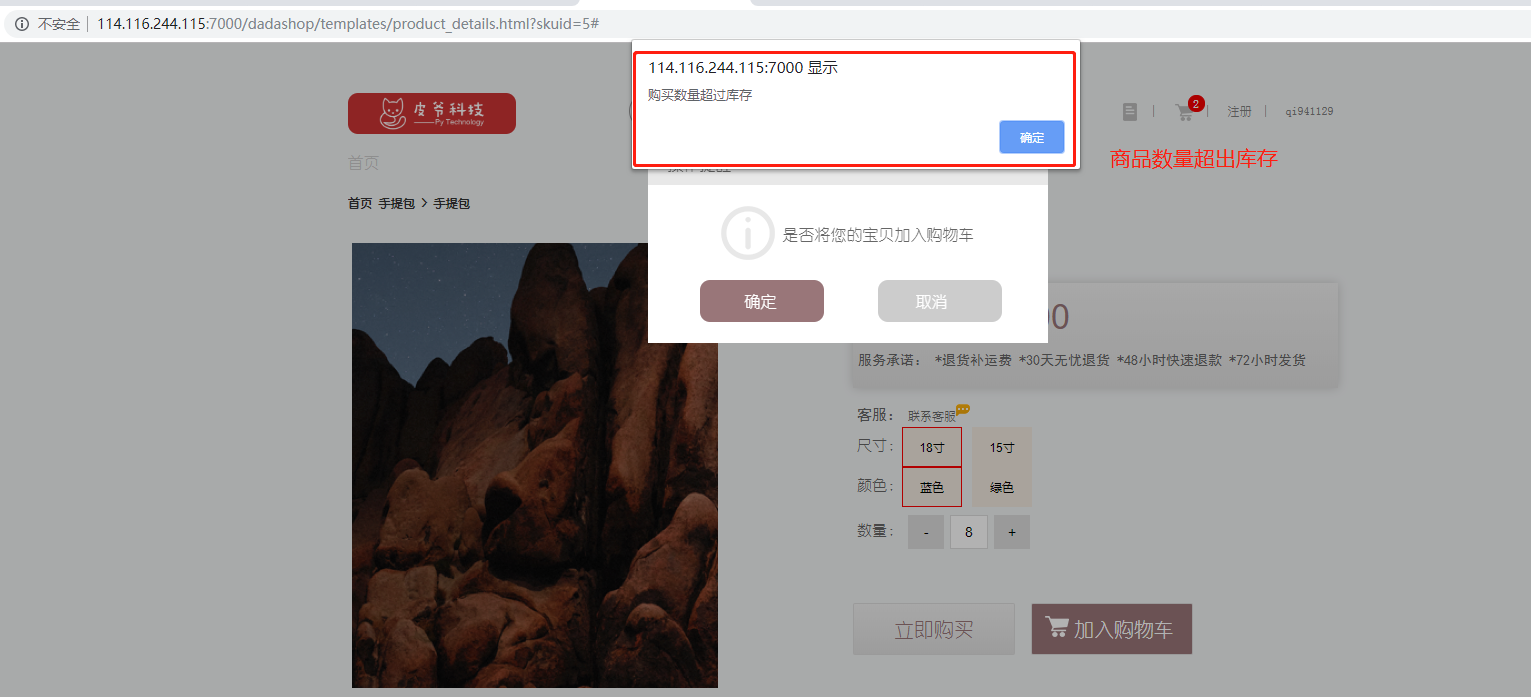 不安全 | 114.116.244.115:7000/dadashop/templates/product_details.html?skuid=5#
114.116.244.115:7000 显示
购买数量超过库存
确定
皮爷科技
Py Technology
2
注册
qi941129
商品数量超出库存
首页
首页 手提包 > 手提包
是否将您的宝贝加入购物车
确定
取消
服务承诺： *退货补运费 *30天无忧退货 *48小时快速退款 *72小时发货
客服： 联系客服
尺寸： 18寸 15寸
颜色： 蓝色 绿色
数量： - 8 +
立即购买
加入购物车